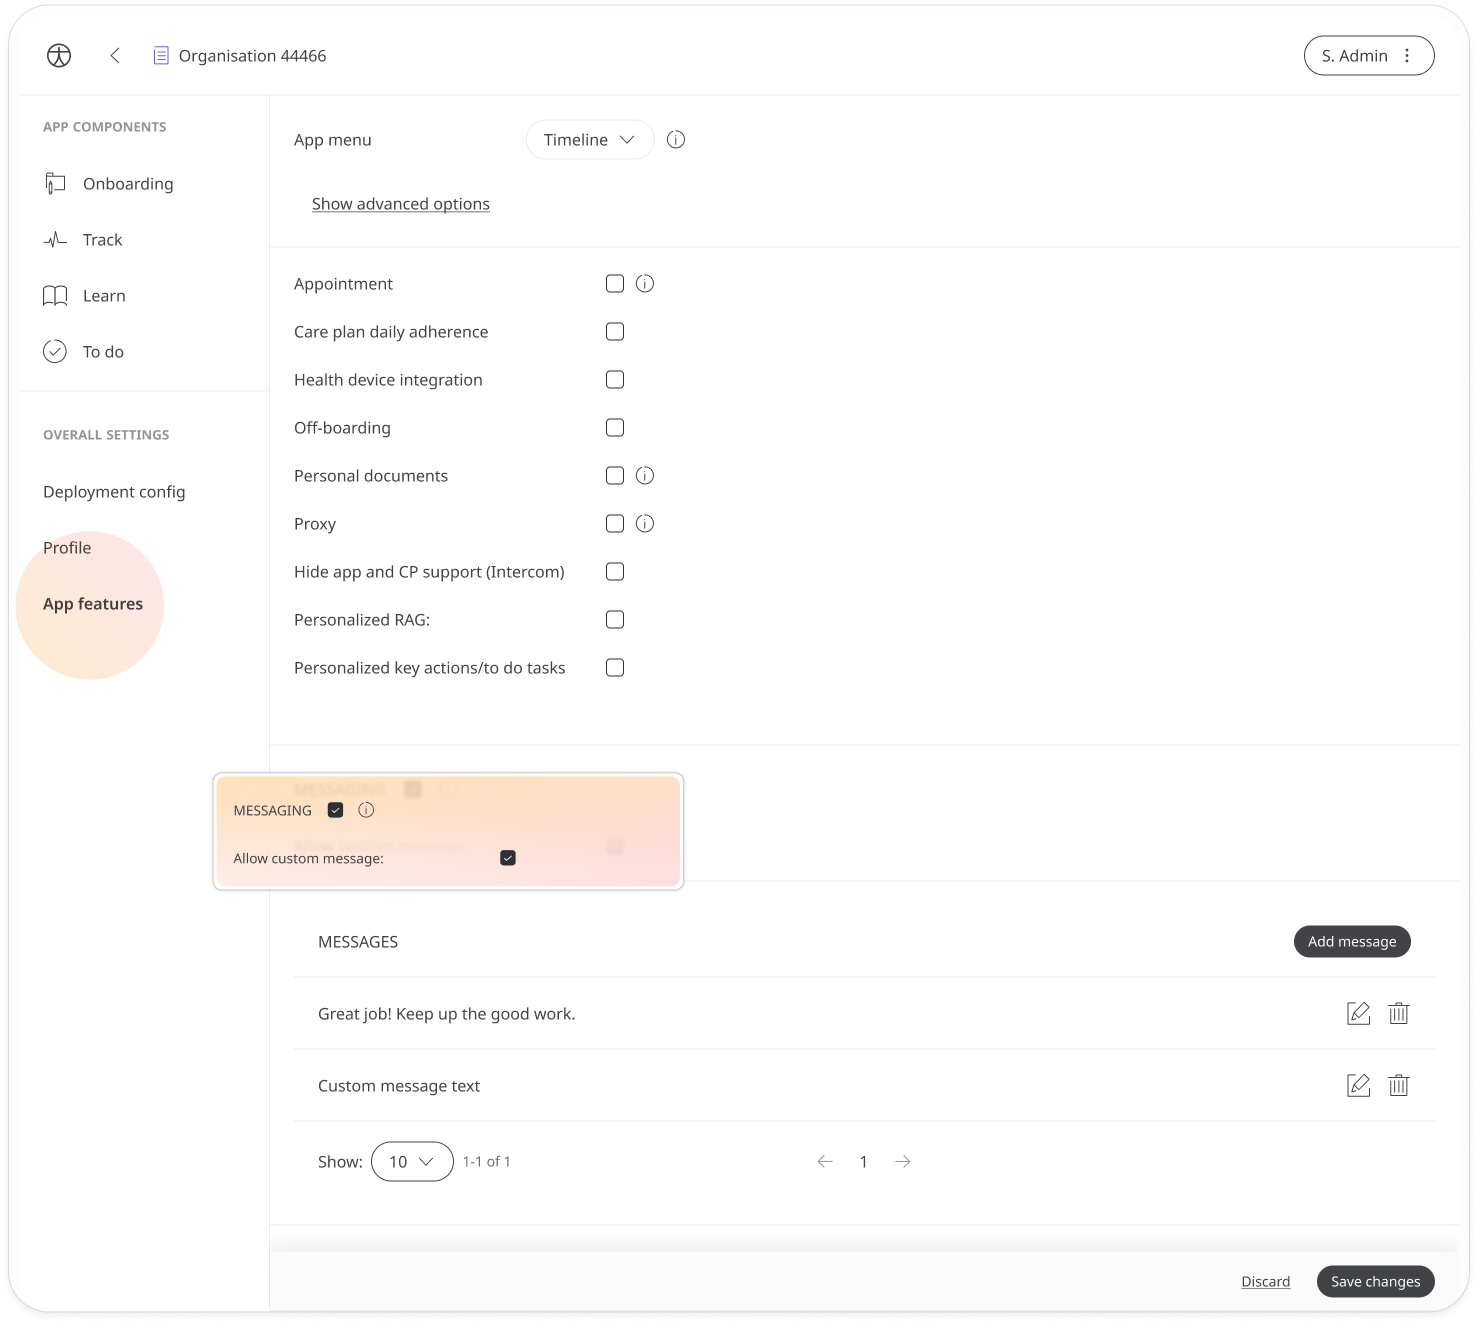 Organisation 44466
S. Admin
APP COMPONENTS
Onboarding
Track
Learn
To do
OVERALL SETTINGS
Deployment config
Profile
App features
App menu
Timeline
Show advanced options
Appointment
Care plan daily adherence
Health device integration
Off-boarding
Personal documents
Proxy
Hide app and CP support (Intercom)
Personalized RAG:
Personalized key actions/to do tasks
MESSAGING
Allow custom message:
MESSAGES
Add message
Great job! Keep up the good work.
Custom message text
Show: 10 1-1 of 1
1
Discard
Save changes